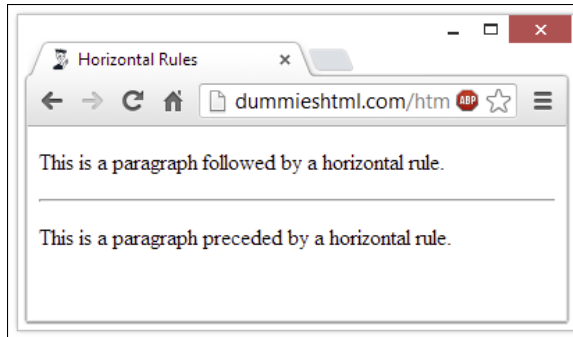 Horizontal Rules
dummieshtml.com/htm
ABP
This is a paragraph followed by a horizontal rule.
This is a paragraph preceded by a horizontal rule.